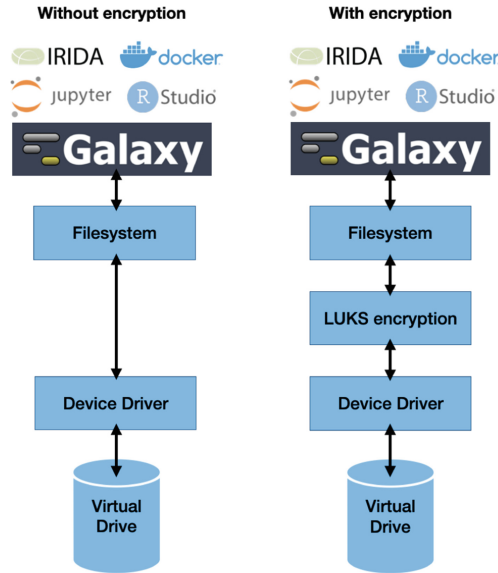 Without encryption
IRIDA docker
jupyter R Studio
Galaxy
Filesystem
Device Driver
Virtual
Drive
With encryption
IRIDA docker
jupyter R Studio
Galaxy
Filesystem
LUKS encryption
Device Driver
Virtual
Drive